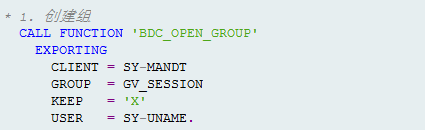 * 1. 创建组
CALL FUNCTION 'BDC_OPEN_GROUP'
EXPORTING
CLIENT = SY-MANDT
GROUP = GV_SESSION
KEEP = 'X'
USER = SY-UNAME.